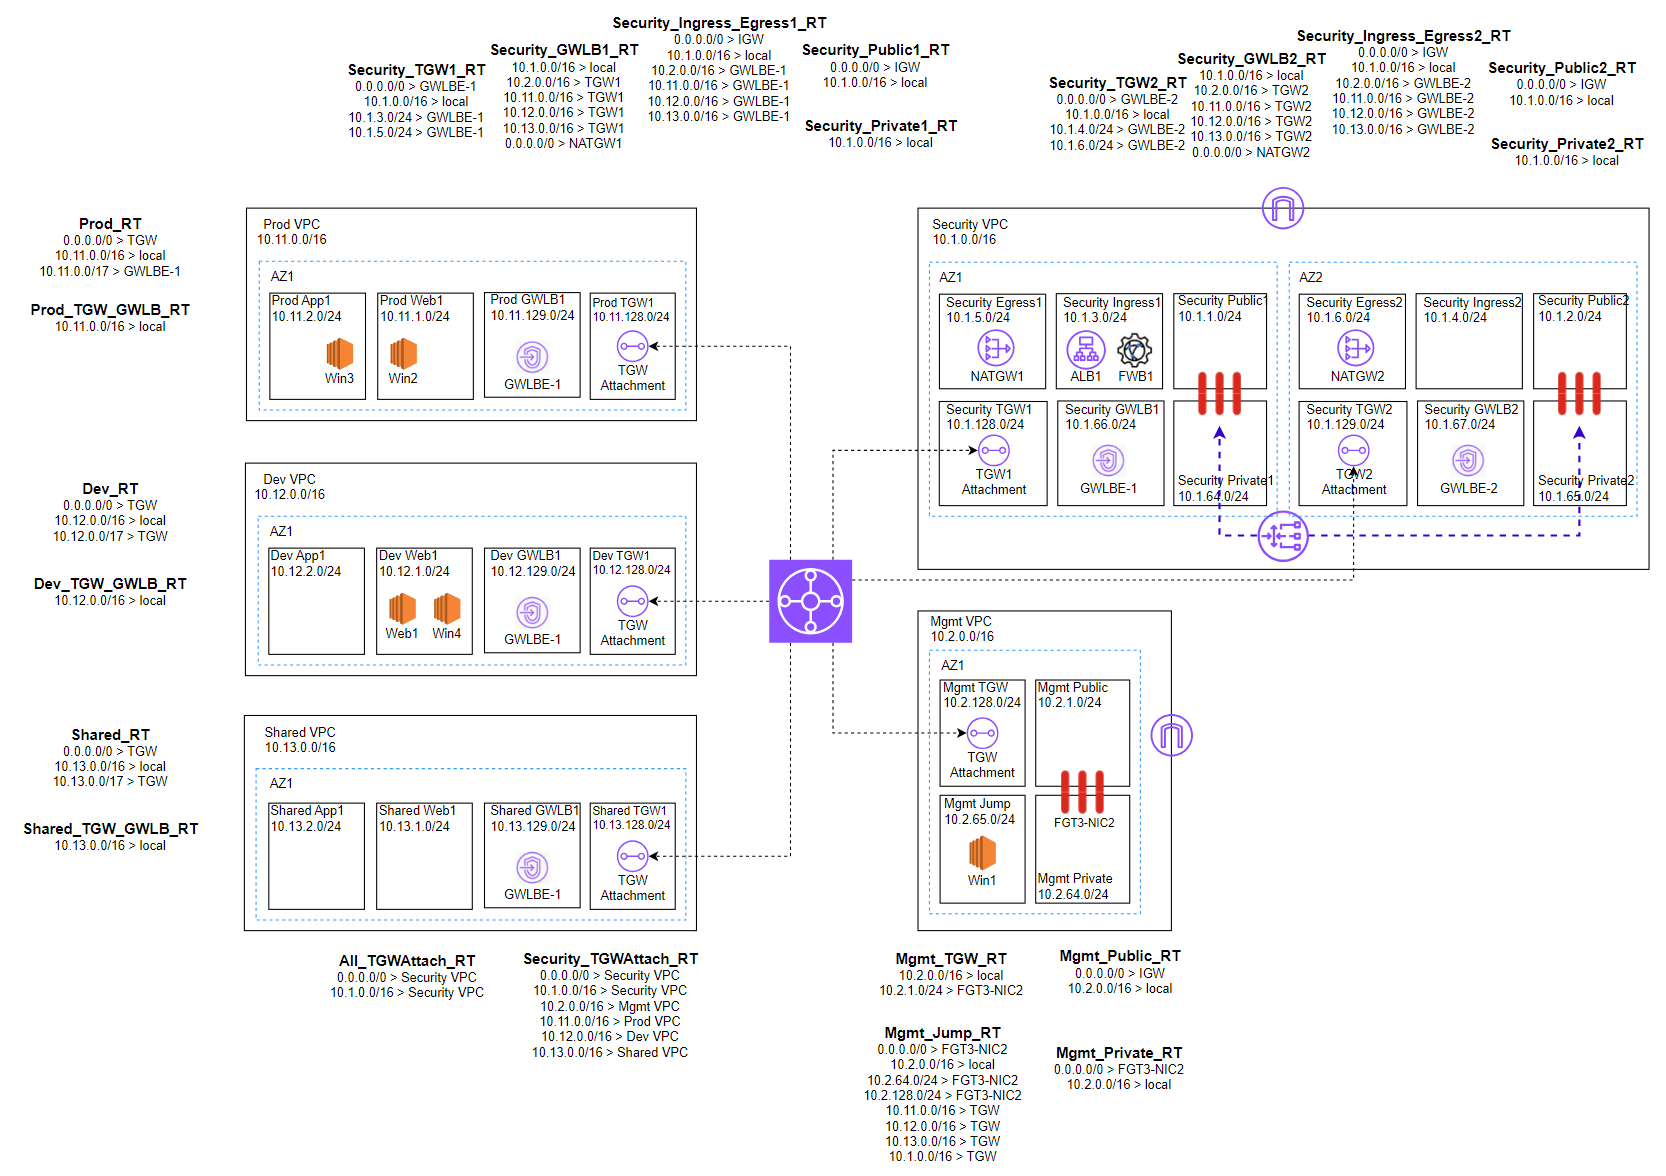 Security_TGW1_RT
0.0.0.0/0 > GWLBE-1
10.1.0.0/16 > local
10.1.3.0/24 > GWLBE-1
10.1.5.0/24 > GWLBE-1
Security_GWLB1_RT
10.1.0.0/16 > local
10.2.0.0/16 > TGW1
10.11.0.0/16 > TGW1
10.12.0.0/16 > TGW1
10.13.0.0/16 > TGW1
0.0.0.0/0 > NATGW1
Security_Ingress_Egress1_RT
0.0.0.0/0 > IGW
10.1.0.0/16 > local
10.2.0.0/16 > GWLBE-1
10.11.0.0/16 > GWLBE-1
10.12.0.0/16 > GWLBE-1
10.13.0.0/16 > GWLBE-1
Security_Public1_RT
0.0.0.0/0 > IGW
10.1.0.0/16 > local
Security_Private1_RT
10.1.0.0/16 > local
Security_TGW2_RT
0.0.0.0/0 > GWLBE-2
10.1.0.0/16 > local
10.1.4.0/24 > GWLBE-2
10.1.6.0/24 > GWLBE-2
Security_GWLB2_RT
10.1.0.0/16 > local
10.2.0.0/16 > TGW2
10.11.0.0/16 > TGW2
10.12.0.0/16 > TGW2
10.13.0.0/16 > TGW2
0.0.0.0/0 > NATGW2
Security_Ingress_Egress2_RT
0.0.0.0/0 > IGW
10.1.0.0/16 > local
10.2.0.0/16 > GWLBE-2
10.11.0.0/16 > GWLBE-2
10.12.0.0/16 > GWLBE-2
10.13.0.0/16 > GWLBE-2
Security_Public2_RT
0.0.0.0/0 > IGW
10.1.0.0/16 > local
Security_Private2_RT
10.1.0.0/16 > local
Prod_RT
0.0.0.0/0 > TGW
10.11.0.0/16 > local
10.11.0.0/17 > GWLBE-1
Prod_TGW_GWLB_RT
10.11.0.0/16 > local
Prod VPC
10.11.0.0/16
AZ1
Prod App1
10.11.2.0/24
Win3
Prod Web1
10.11.1.0/24
Win2
Prod GWLB1
10.11.129.0/24
GWLBE-1
Prod TGW1
10.11.128.0/24
TGW
Attachment
Security VPC
10.1.0.0/16
AZ1
Security Egress1
10.1.5.0/24
NATGW1
Security Ingress1
10.1.3.0/24
ALB1
FWB1
Security Public1
10.1.1.0/24
Security TGW1
10.1.128.0/24
TGW1
Attachment
Security GWLB1
10.1.66.0/24
GWLBE-1
Security Private1
10.1.64.0/24
AZ2
Security Egress2
10.1.6.0/24
NATGW2
Security Ingress2
10.1.4.0/24
Security Public2
10.1.2.0/24
Security TGW2
10.1.129.0/24
TGW2
Attachment
Security GWLB2
10.1.67.0/24
GWLBE-2
Security Private2
10.1.65.0/24
Dev_RT
0.0.0.0/0 > TGW
10.12.0.0/16 > local
10.12.0.0/17 > TGW
Dev_TGW_GWLB_RT
10.12.0.0/16 > local
Dev VPC
10.12.0.0/16
AZ1
Dev App1
10.12.2.0/24
Dev Web1
10.12.1.0/24
Web1
Win4
Dev GWLB1
10.12.129.0/24
GWLBE-1
Dev TGW1
10.12.128.0/24
TGW
Attachment
Shared_RT
0.0.0.0/0 > TGW
10.13.0.0/16 > local
10.13.0.0/17 > TGW
Shared_TGW_GWLB_RT
10.13.0.0/16 > local
Shared VPC
10.13.0.0/16
AZ1
Shared App1
10.13.2.0/24
Shared Web1
10.13.1.0/24
Shared GWLB1
10.13.129.0/24
GWLBE-1
Shared TGW1
10.13.128.0/24
TGW
Attachment
Mgmt VPC
10.2.0.0/16
AZ1
Mgmt TGW
10.2.128.0/24
TGW
Attachment
Mgmt Public
10.2.1.0/24
Mgmt Jump
10.2.65.0/24
Win1
FGT3-NIC2
Mgmt Private
10.2.64.0/24
All_TGWAttach_RT
0.0.0.0/0 > Security VPC
10.1.0.0/16 > Security VPC
Security_TGWAttach_RT
0.0.0.0/0 > Security VPC
10.1.0.0/16 > Security VPC
10.2.0.0/16 > Mgmt VPC
10.11.0.0/16 > Prod VPC
10.12.0.0/16 > Dev VPC
10.13.0.0/16 > Shared VPC
Mgmt_TGW_RT
10.2.0.0/16 > local
10.2.1.0/24 > FGT3-NIC2
Mgmt_Public_RT
0.0.0.0/0 > IGW
10.2.0.0/16 > local
Mgmt_Jump_RT
0.0.0.0/0 > FGT3-NIC2
10.2.0.0/16 > local
10.2.64.0/24 > FGT3-NIC2
10.2.128.0/24 > FGT3-NIC2
10.11.0.0/16 > TGW
10.12.0.0/16 > TGW
10.13.0.0/16 > TGW
10.1.0.0/16 > TGW
Mgmt_Private_RT
0.0.0.0/0 > FGT3-NIC2
10.2.0.0/16 > local